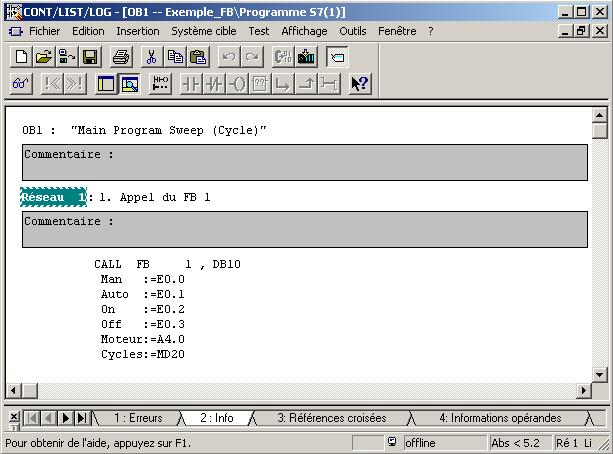 CONT/LIST/LOG - [OB1 -- Exemple_FB\Programme S7(1)]
Fichier Edition Insertion Système cible Test Affichage Outils Fenêtre ?
OB1 : "Main Program Sweep (Cycle)"
Commentaire :
Réseau 1 : 1. Appel du FB 1
Commentaire :
CALL FB 1 , DB10
Man :=E0.0
Auto :=E0.1
On :=E0.2
Off :=E0.3
Moteur:=A4.0
Cycles:=MD20
1 : Erreurs 2 : Info 3: Références croisées 4: Informations opérandes
Pour obtenir de l'aide, appuyez sur F1. offline Abs < 5.2 Ré 1 Li